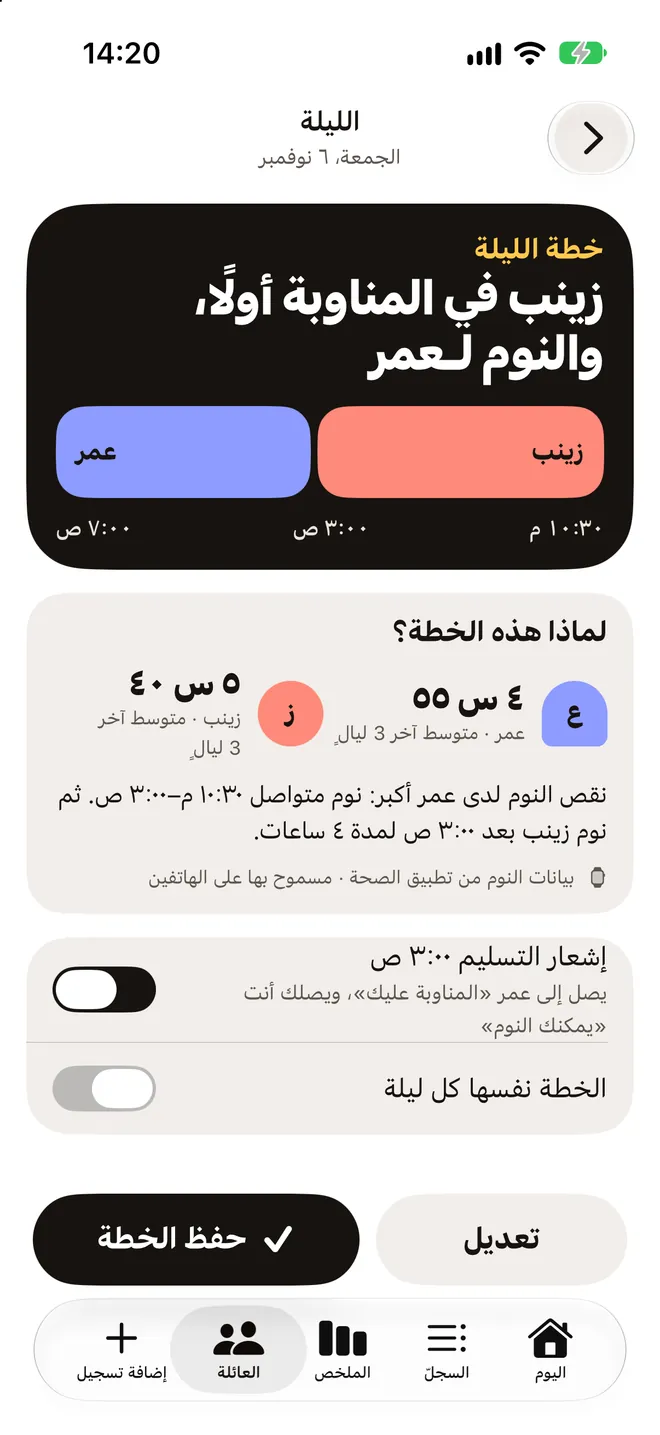 14:20
الليلة
الجمعة، ٦ نوفمبر
خطة الليلة
زينب في المناوبة أولًا،
والنوم لـعمر
زينب
عمر
١٠:٣٠ م
٣:٠٠ ص
٧:٠٠ ص
لماذا هذه الخطة؟
ع
٤ س ٥٥
عمر · متوسط آخر 3 ليالٍ
ز
٥ س ٤٠
زينب · متوسط آخر
3 ليالٍ
نقص النوم لدى عمر أكبر: نوم متواصل ١٠:٣٠ م–٣:٠٠ ص. ثم
نوم زينب بعد ٣:٠٠ ص لمدة ٤ ساعات.
بيانات النوم من تطبيق الصحة · مسموح بها على الهاتفين
إشعار التسليم ٣:٠٠ ص
يصل إلى عمر «المناوبة عليك»، ويصلك أنت
«يمكنك النوم»
الخطة نفسها كل ليلة
تعديل
حفظ الخطة
اليوم
السجلّ
الملخص
العائلة
إضافة تسجيل